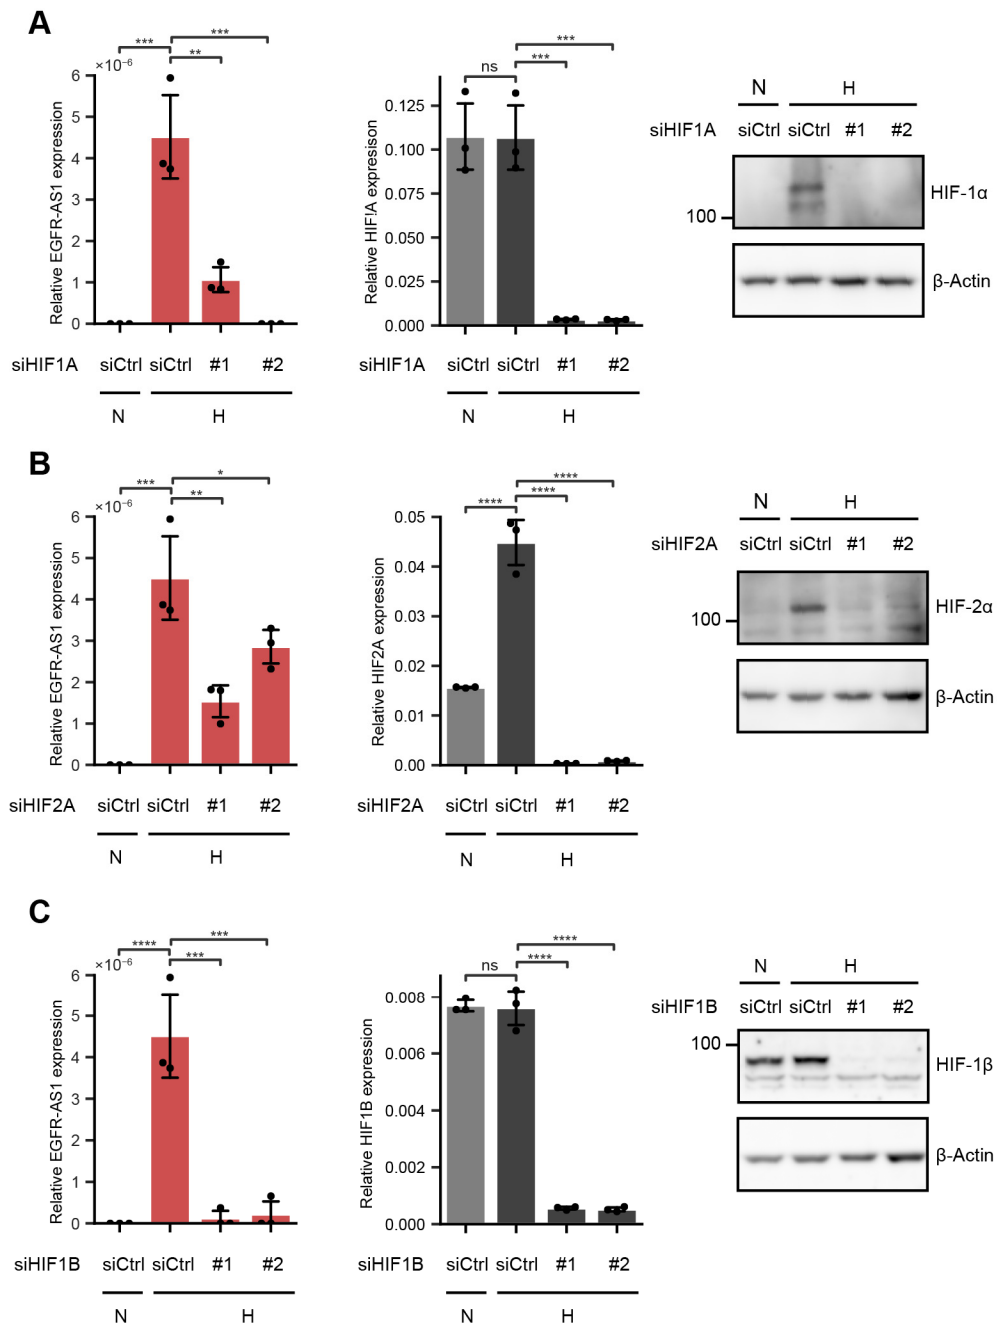 A
×10⁻⁶
***
***
**
Relative EGFR-AS1 expression
6
5
4
3
2
1
0
siHIF1A siCtrl siCtrl #1 #2
N H
ns
***
***
Relative HIF!A expresison
0.125
0.100
0.075
0.050
0.025
0.000
siHIF1A siCtrl siCtrl #1 #2
N H
N H
siHIF1A siCtrl siCtrl #1 #2
HIF-1α
100
β-Actin
B
×10⁻⁶
***
*
**
Relative EGFR-AS1 expression
6
5
4
3
2
1
0
siHIF2A siCtrl siCtrl #1 #2
N H
****
****
****
Relative HIF2A expression
0.05
0.04
0.03
0.02
0.01
0.00
siHIF2A siCtrl siCtrl #1 #2
N H
N H
siHIF2A siCtrl siCtrl #1 #2
HIF-2α
100
β-Actin
C
×10⁻⁶
****
***
***
Relative EGFR-AS1 expression
6
5
4
3
2
1
0
siHIF1B siCtrl siCtrl #1 #2
N H
ns
****
****
Relative HIF1B expression
0.008
0.006
0.004
0.002
0.000
siHIF1B siCtrl siCtrl #1 #2
N H
N H
siHIF1B siCtrl siCtrl #1 #2
100
HIF-1β
β-Actin